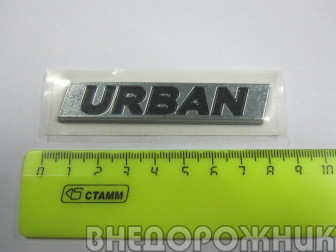 URBAN
0 1 2 3 4 5 6 7 8 9 10
СТАММ
ВНЕДОРОЖНИК